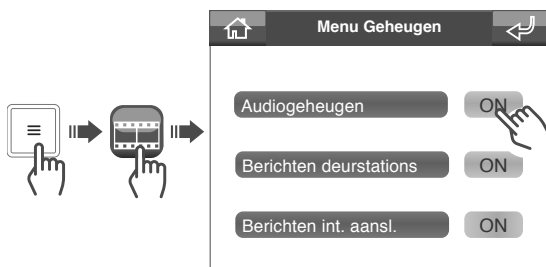 Menu Geheugen
Audiogeheugen ON
Berichten deurstations ON
Berichten int. aansl. ON